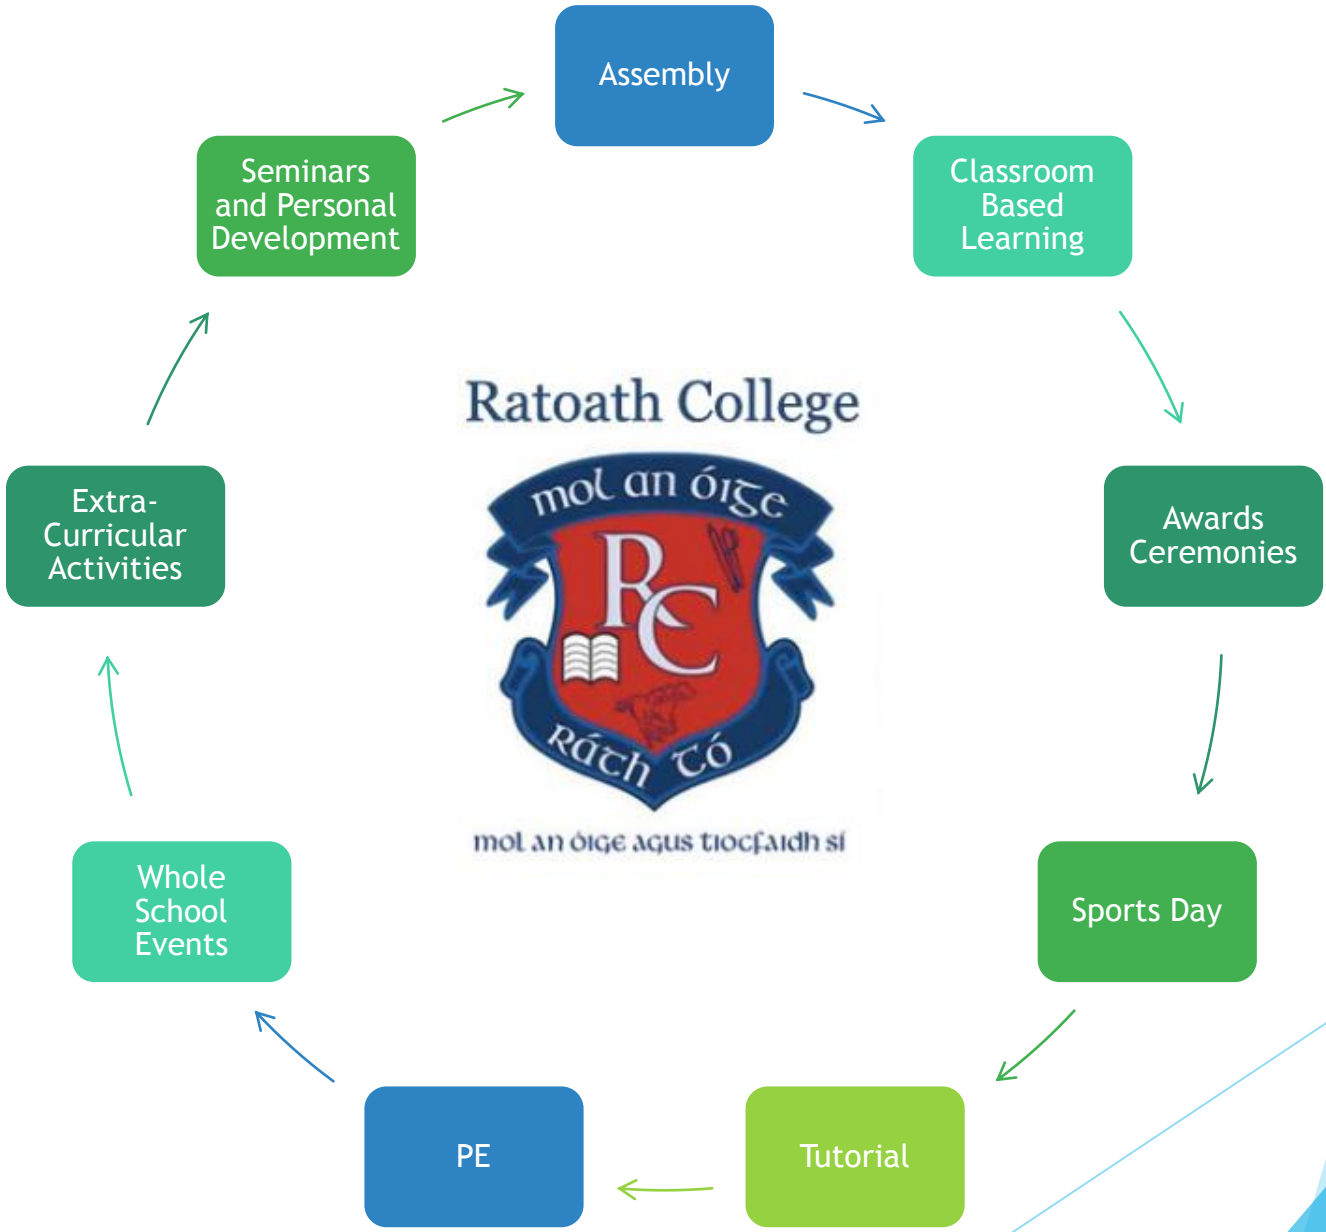 Assembly
Classroom
Based
Learning
Awards
Ceremonies
Sports Day
Tutorial
PE
Whole
School
Events
Extra-
Curricular
Activities
Seminars
and Personal
Development
Ratoath College
mol an óige
RC
Ráth Tó
mol an óige agus tiocfaidh sí